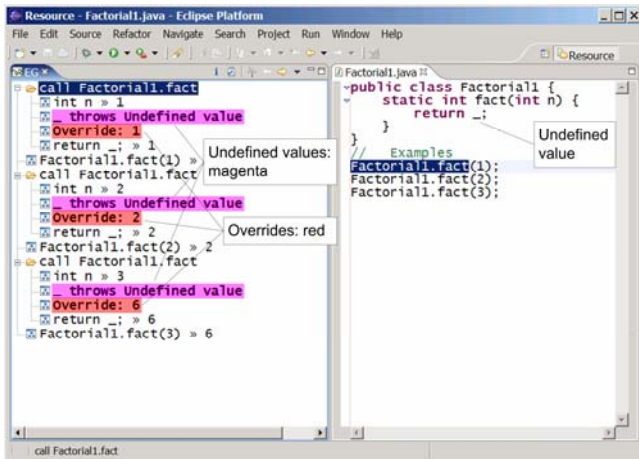 Resource - Factorial1.java - Eclipse Platform
File Edit Source Refactor Navigate Search Project Run Window Help
Resource
EG
call Factorial1.fact
int n » 1
_ throws Undefined value
Override: 1
return _; » 1
Factorial1.fact(1) »
call Factorial1.fact
int n » 2
_ throws Undefined value
Override: 2
return _; » 2
Factorial1.fact(2) » 2
call Factorial1.fact
int n » 3
_ throws Undefined value
Override: 6
return _; » 6
Factorial1.fact(3) » 6
Undefined values:
magenta
Overrides: red
Factorial1.java
public class Factorial1 {
static int fact(int n) {
return _;
}
}
// Examples
Factorial1.fact(1);
Factorial1.fact(2);
Factorial1.fact(3);
Undefined
value
call Factorial1.fact